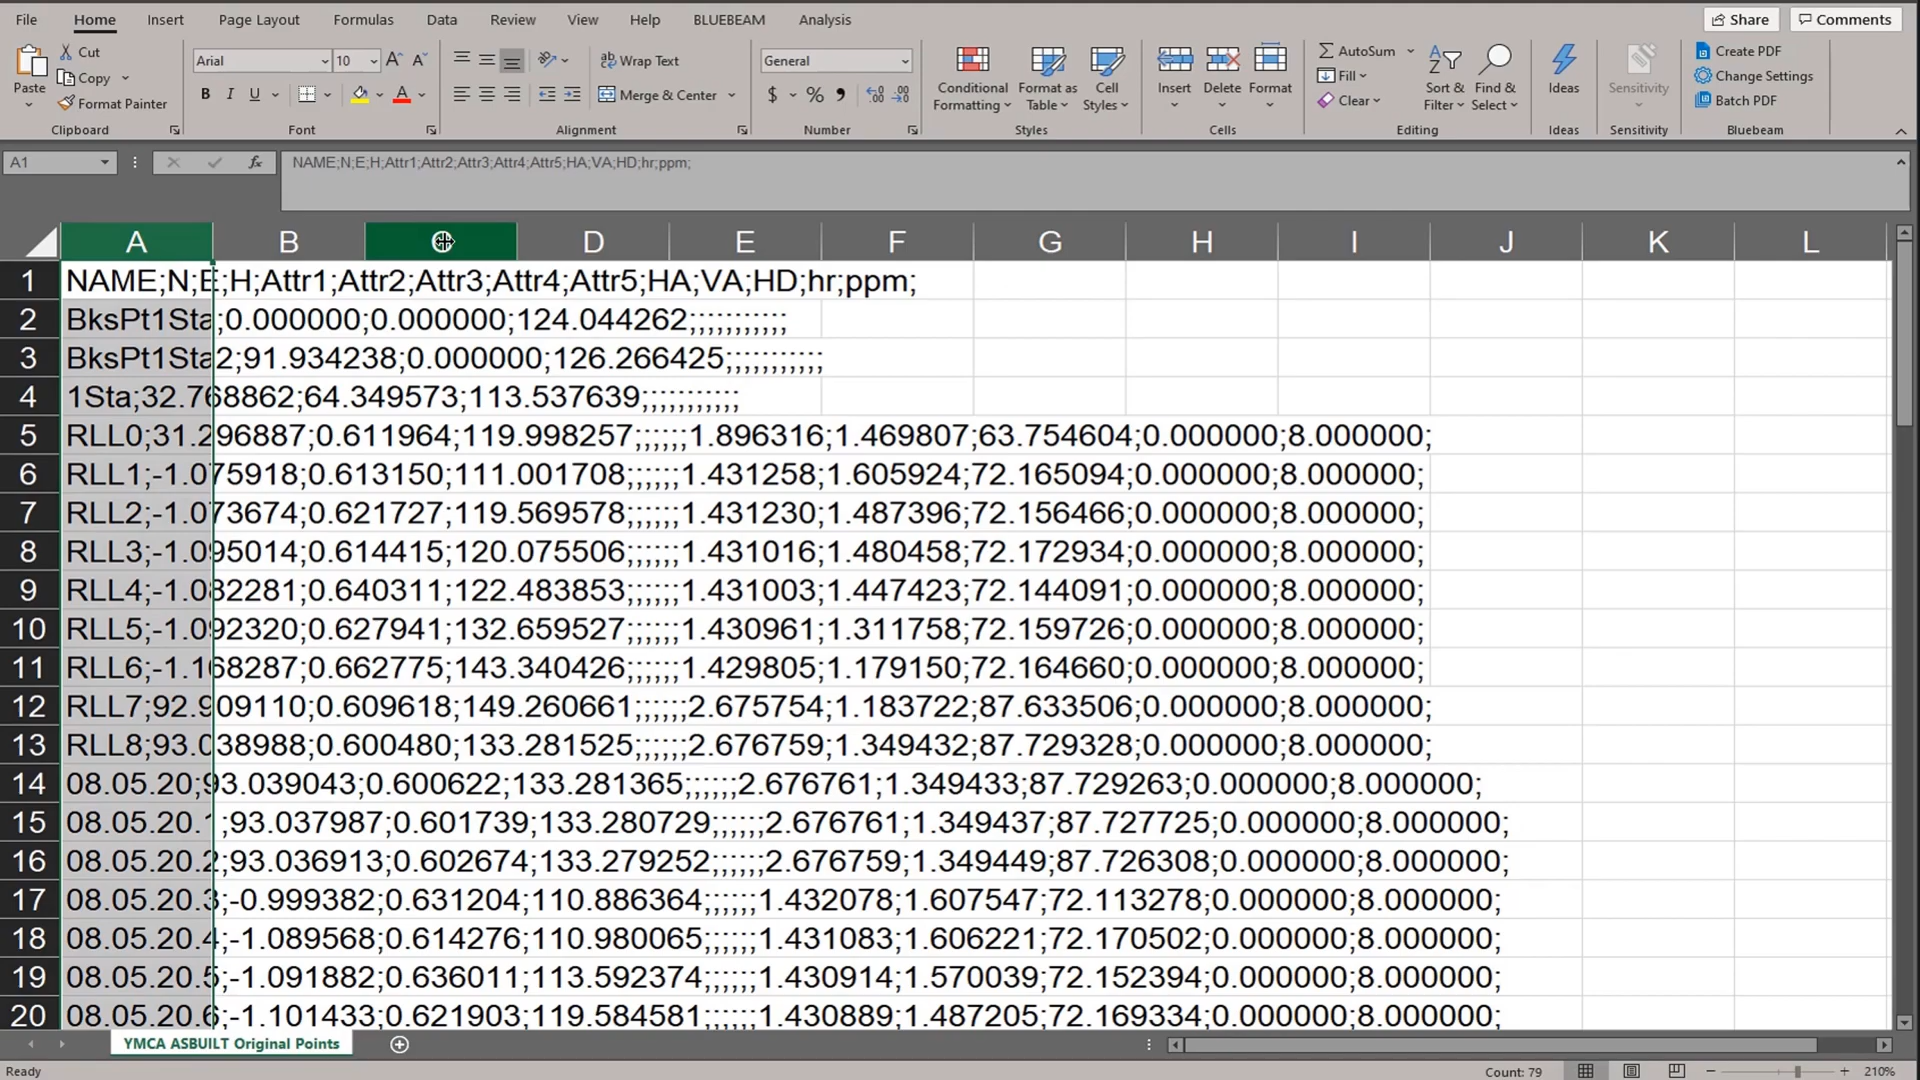 File Home Insert Page Layout Formulas Data Review View Help BLUEBEAM Analysis Share Comments
Paste Cut Copy Format Painter Clipboard
Arial 10 A A B I U A Font
ab Wrap Text Merge & Center Alignment
General $ % Number
Conditional Formatting Format as Table Cell Styles Styles
Insert Delete Format Cells
AutoSum Fill Clear Sort & Filter Find & Select Editing
Ideas Ideas
Sensitivity Sensitivity
Create PDF Change Settings Batch PDF Bluebeam
A1 fx NAME;N;E;H;Attr1;Attr2;Attr3;Attr4;Attr5;HA;VA;HD;hr;ppm;
A B C D E F G H I J K L
1 NAME;N;E;H;Attr1;Attr2;Attr3;Attr4;Attr5;HA;VA;HD;hr;ppm;
2 BksPt1Sta;0.000000;0.000000;124.044262;;;;;;;;;;;
3 BksPt1Sta2;91.934238;0.000000;126.266425;;;;;;;;;;;
4 1Sta;32.768862;64.349573;113.537639;;;;;;;;;;;
5 RLL0;31.296887;0.611964;119.998257;;;;;;1.896316;1.469807;63.754604;0.000000;8.000000;
6 RLL1;-1.075918;0.613150;111.001708;;;;;;1.431258;1.605924;72.165094;0.000000;8.000000;
7 RLL2;-1.073674;0.621727;119.569578;;;;;;1.431230;1.487396;72.156466;0.000000;8.000000;
8 RLL3;-1.095014;0.614415;120.075506;;;;;;1.431016;1.480458;72.172934;0.000000;8.000000;
9 RLL4;-1.082281;0.640311;122.483853;;;;;;1.431003;1.447423;72.144091;0.000000;8.000000;
10 RLL5;-1.092320;0.627941;132.659527;;;;;;1.430961;1.311758;72.159726;0.000000;8.000000;
11 RLL6;-1.168287;0.662775;143.340426;;;;;;1.429805;1.179150;72.164660;0.000000;8.000000;
12 RLL7;92.909110;0.609618;149.260661;;;;;;2.675754;1.183722;87.633506;0.000000;8.000000;
13 RLL8;93.038988;0.600480;133.281525;;;;;;2.676759;1.349432;87.729328;0.000000;8.000000;
14 08.05.20;93.039043;0.600622;133.281365;;;;;;2.676761;1.349433;87.729263;0.000000;8.000000;
15 08.05.20.1;93.037987;0.601739;133.280729;;;;;;2.676761;1.349437;87.727725;0.000000;8.000000;
16 08.05.20.2;93.036913;0.602674;133.279252;;;;;;2.676759;1.349449;87.726308;0.000000;8.000000;
17 08.05.20.3;-0.999382;0.631204;110.886364;;;;;;1.432078;1.607547;72.113278;0.000000;8.000000;
18 08.05.20.4;-1.089568;0.614276;110.980065;;;;;;1.431083;1.606221;72.170502;0.000000;8.000000;
19 08.05.20.5;-1.091882;0.636011;113.592374;;;;;;1.430914;1.570039;72.152394;0.000000;8.000000;
20 08.05.20.6;-1.101433;0.621903;119.584581;;;;;;1.430889;1.487205;72.169334;0.000000;8.000000;
YMCA ASBUILT Original Points
Ready Count: 79 210%